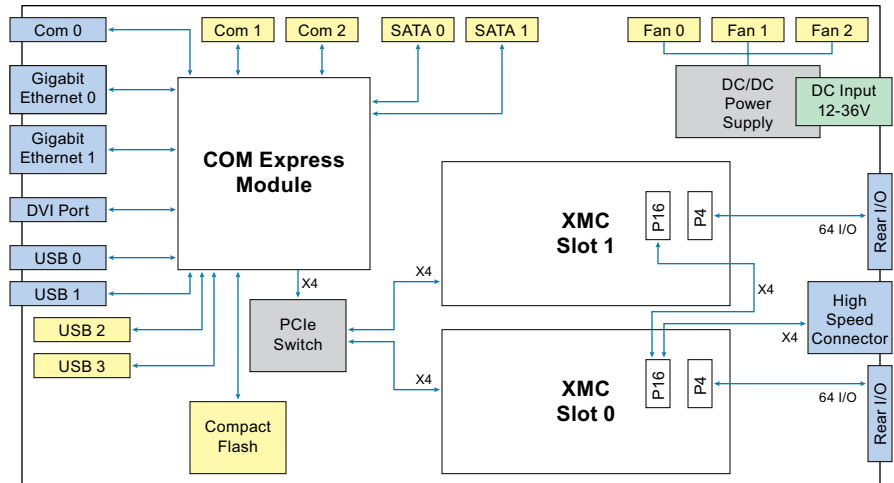 Com 0
Com 1
Com 2
SATA 0
SATA 1
Fan 0
Fan 1
Fan 2
Gigabit
Ethernet 0
DC/DC
Power
Supply
DC Input
12-36V
Gigabit
Ethernet 1
COM Express
Module
DVI Port
USB 0
USB 1
USB 2
USB 3
X4
PCIe
Switch
Compact
Flash
X4
XMC
Slot 1
P16
P4
64 I/O
Rear I/O
X4
High
Speed
Connector
X4
X4
XMC
Slot 0
P16
P4
64 I/O
Rear I/O